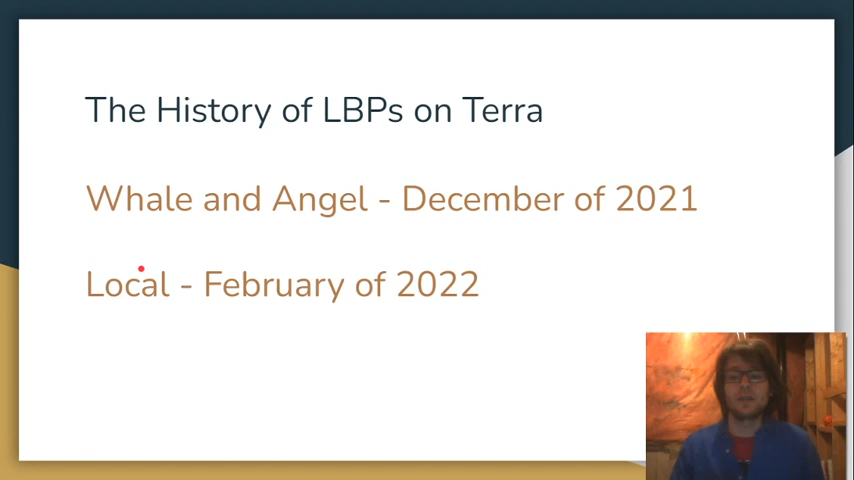 The History of LBPs on Terra
Whale and Angel - December of 2021
Local - February of 2022